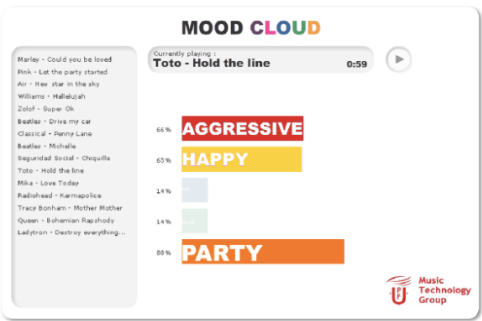 MOOD CLOUD
Currently playing :
Toto - Hold the line 0:59
Marley - Could you be loved
Pink - Let the party started
Air - New star in the sky
Williams - Hallelujah
Zolof - Super Ok
Beatles - Drive my car
Classical - Penny Lane
Beatles - Michelle
Seguridad Social - Chiquilla
Toto - Hold the line
Mika - Love Today
Radiohead - Karmapolice
Tracy Bonham - Mother Mother
Queen - Bohemian Rapshody
Ladytron - Destroy everything...
66% AGGRESSIVE
65% HAPPY
14%
14%
88% PARTY
Music
Technology
Group